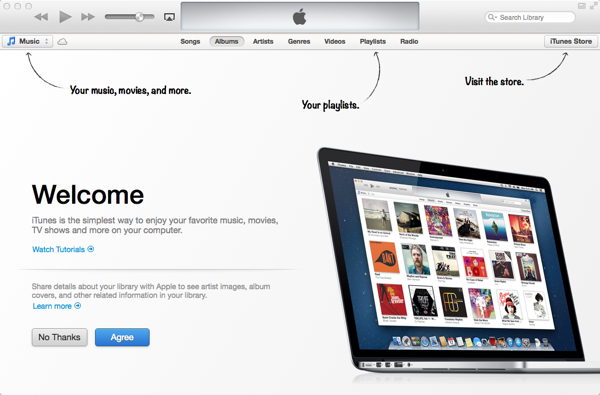 Search Library
Music
Songs
Albums
Artists
Genres
Videos
Playlists
Radio
iTunes Store
Your music, movies, and more.
Your playlists.
Visit the store.
Welcome
iTunes is the simplest way to enjoy your favorite music, movies,
TV shows and more on your computer.
Watch Tutorials
Share details about your library with Apple to see artist images, album
covers, and other related information in your library.
Learn more
No Thanks
Agree